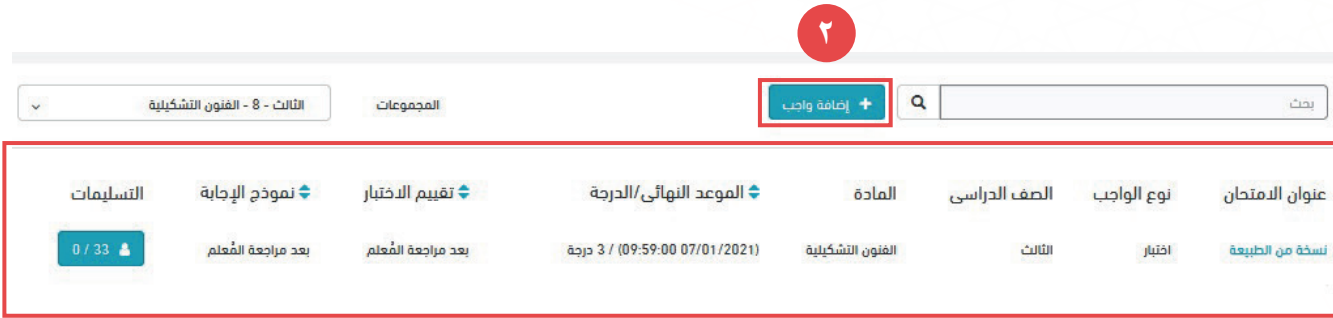 ٢
بحث
+ إضافة واجب
المجموعات
الثالث - 8 - الفنون التشكيلية
عنوان الامتحان نوع الواجب الصف الدراسى المادة الموعد النهائى/الدرجة تقييم الاختبار نموذج الإجابة التسليمات
نسخة من الطبيعة اختبار الثالث الفنون التشكيلية (09:59:00 07/01/2021) / 3 درجة بعد مراجعة المُعلم بعد مراجعة المُعلم 0 / 33